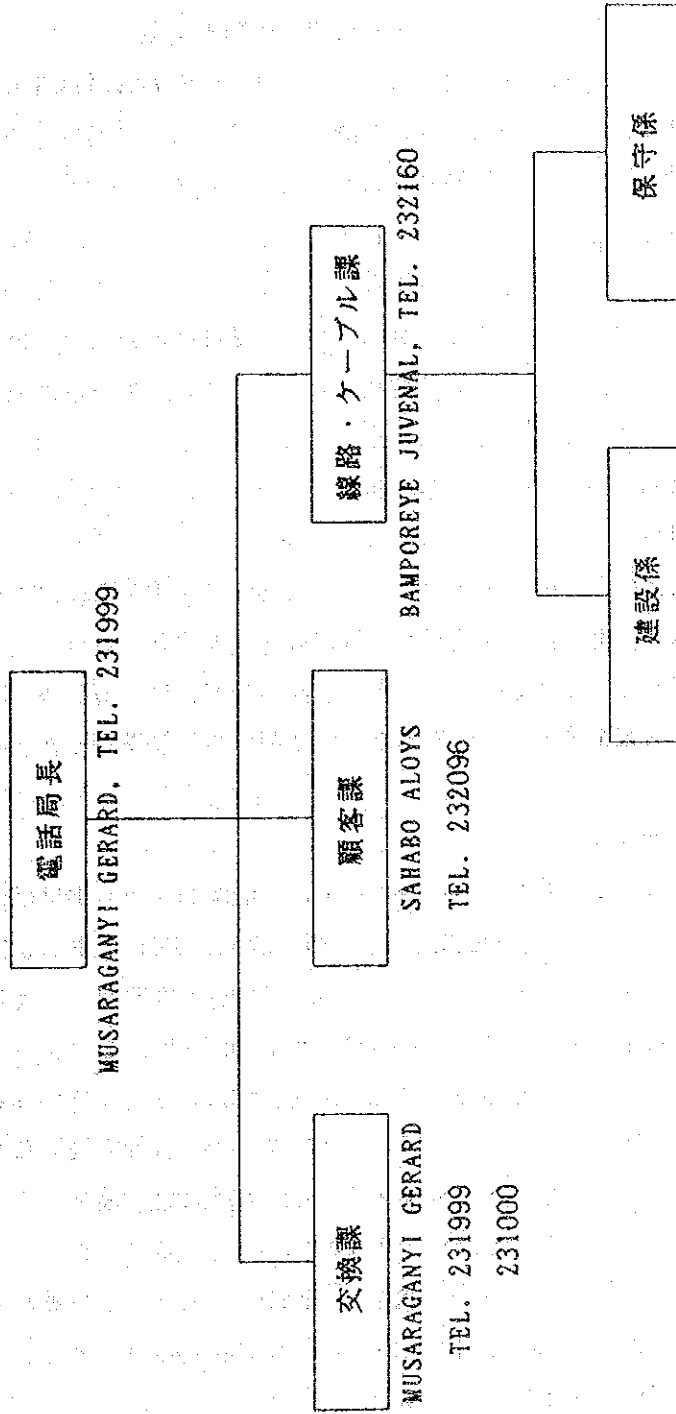 電話局長
MUSARAGANYI GERARD, TEL. 231999
交換課
MUSARAGANYI GERARD
TEL. 231999
231000
顧客課
SAHABO ALOYS
TEL. 232096
線路・ケーブル課
BAMPOREYE JUVENAL, TEL. 232160
建設係
保守係